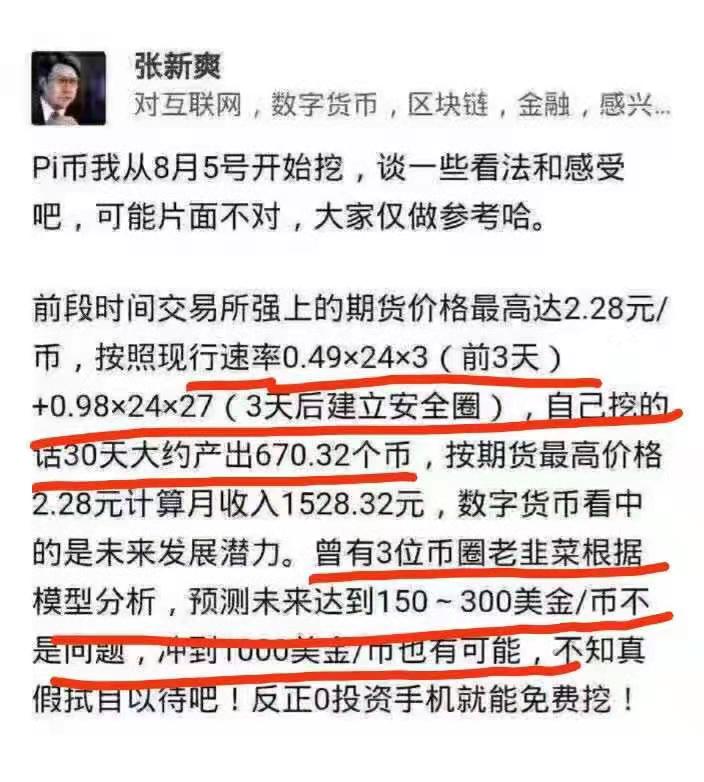 张新爽
对互联网，数字货币，区块链，金融，感兴...
Pi币我从8月5号开始挖，谈一些看法和感受
吧，可能片面不对，大家仅做参考哈。
前段时间交易所强上的期货价格最高达2.28元/
币，按照现行速率0.49×24×3（前3天）
+0.98×24×27（3天后建立安全圈），自己挖的
话30天大约产出670.32个币，按期货最高价格
2.28元计算月收入1528.32元，数字货币看中
的是未来发展潜力。曾有3位币圈老韭菜根据
模型分析，预测未来达到150～300美金/币不
是问题，冲到1000美金/币也有可能，不知真
假拭目以待吧！反正0投资手机就能免费挖！